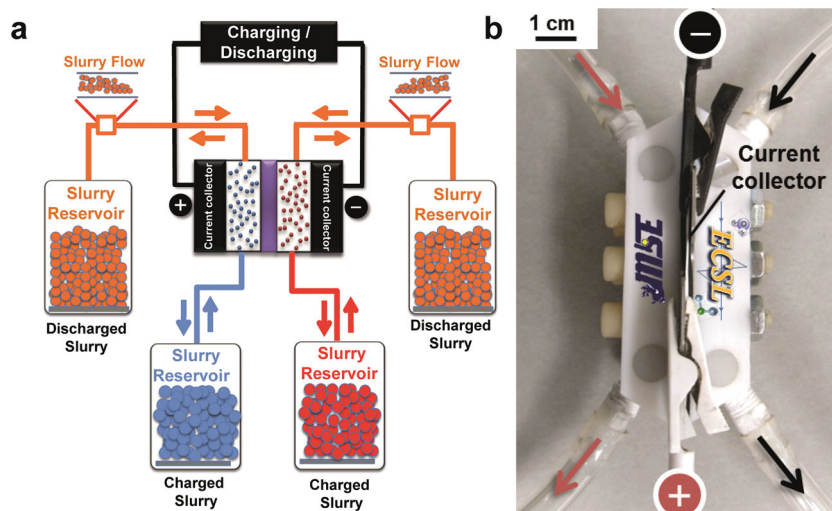 a
Charging /
Discharging
Slurry Flow
Slurry Flow
Slurry
Reservoir
Discharged
Slurry
+
Current collector
Current collector
−
Slurry
Reservoir
Discharged
Slurry
Slurry
Reservoir
Charged
Slurry
Slurry
Reservoir
Charged
Slurry
b
1 cm
−
Current
collector
ECSL
+